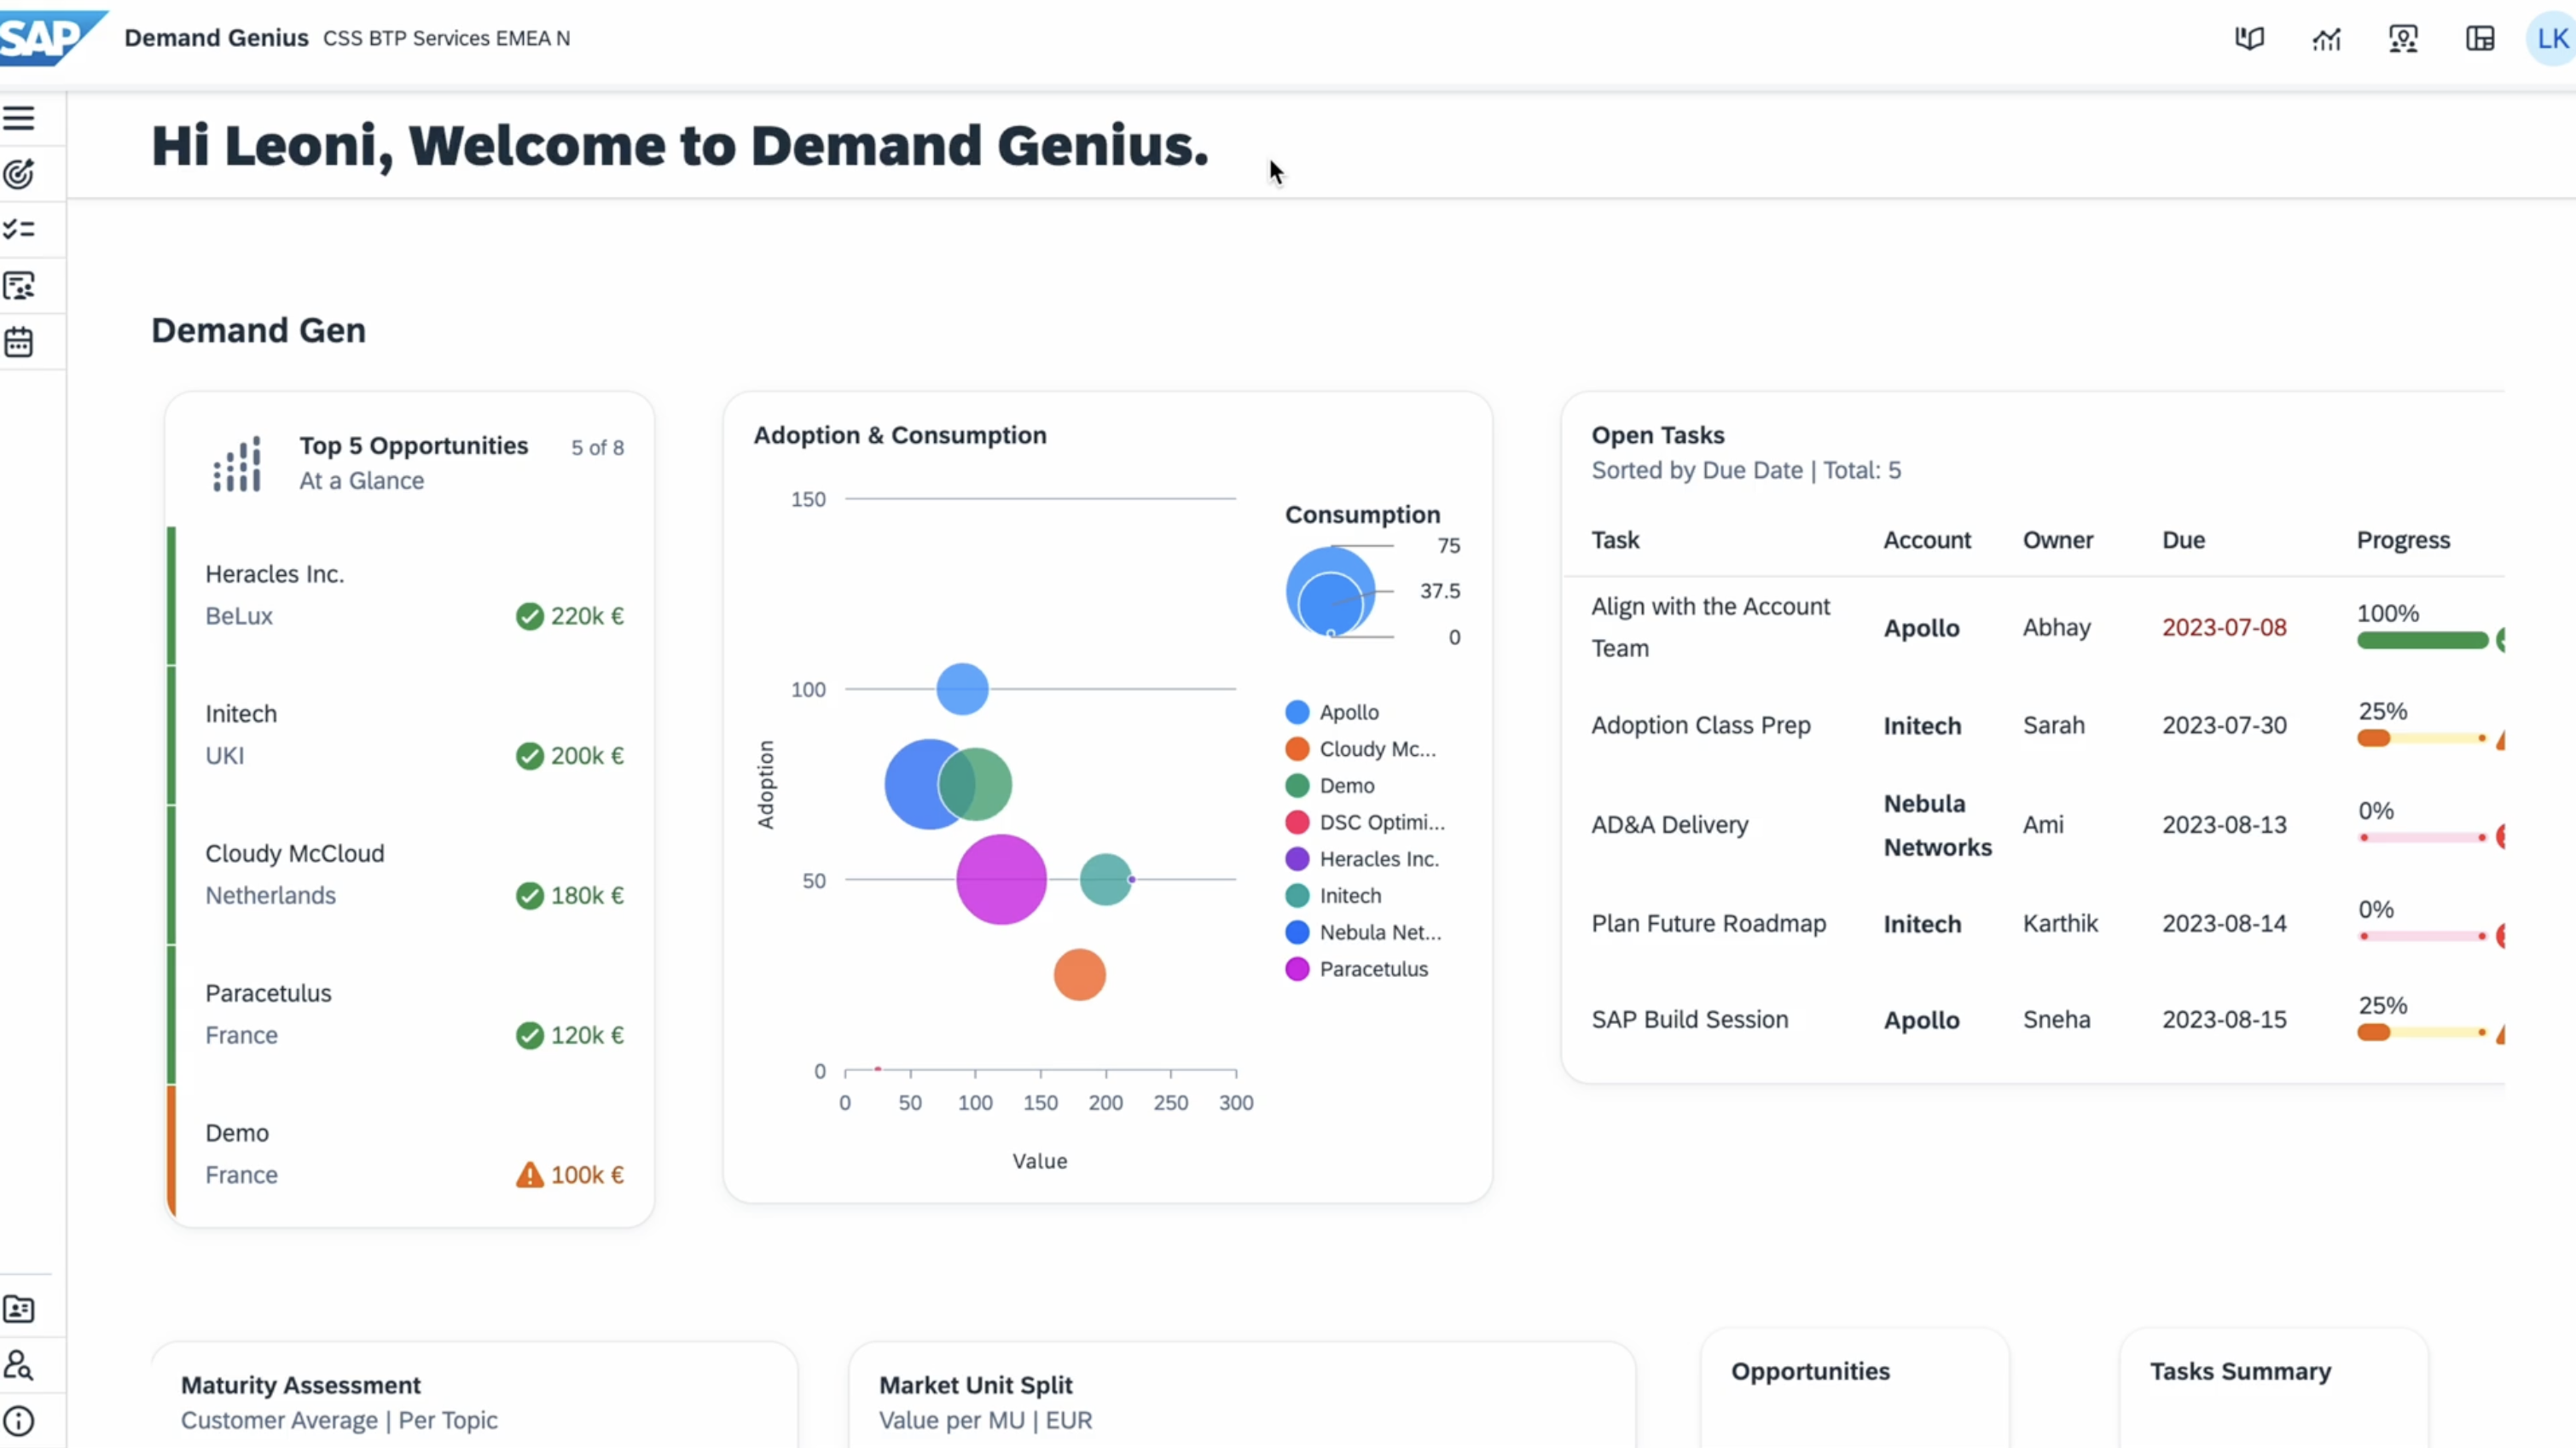 SAP
Demand Genius CSS BTP Services EMEA N
LK
Hi Leoni, Welcome to Demand Genius.
Demand Gen
Top 5 Opportunities 5 of 8
At a Glance
Heracles Inc.
BeLux 220k €
Initech
UKI 200k €
Cloudy McCloud
Netherlands 180k €
Paracetulus
France 120k €
Demo
France 100k €
Adoption & Consumption
150
100
50
0
Adoption
0 50 100 150 200 250 300
Value
Consumption
75
37.5
0
Apollo
Cloudy Mc...
Demo
DSC Optimi...
Heracles Inc.
Initech
Nebula Net...
Paracetulus
Open Tasks
Sorted by Due Date | Total: 5
Task Account Owner Due Progress
Align with the Account
Team
Apollo Abhay 2023-07-08 100%
Adoption Class Prep Initech Sarah 2023-07-30 25%
AD&A Delivery
Nebula
Networks
Ami 2023-08-13 0%
Plan Future Roadmap Initech Karthik 2023-08-14 0%
SAP Build Session Apollo Sneha 2023-08-15 25%
Maturity Assessment
Customer Average | Per Topic
Market Unit Split
Value per MU | EUR
Opportunities
Tasks Summary